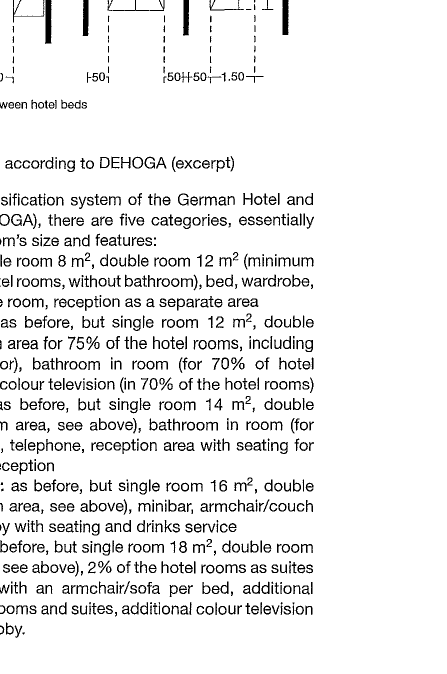 50 50 50 1.50
ween hotel beds
according to DEHOGA (excerpt)
sification system of the German Hotel and
OGA), there are five categories, essentially
om's size and features:
le room 8 m², double room 12 m² (minimum
tel rooms, without bathroom), bed, wardrobe,
e room, reception as a separate area
as before, but single room 12 m², double
area for 75% of the hotel rooms, including
or), bathroom in room (for 70% of hotel
colour television (in 70% of the hotel rooms)
as before, but single room 14 m², double
m area, see above), bathroom in room (for
, telephone, reception area with seating for
eception
: as before, but single room 16 m², double
m area, see above), minibar, armchair/couch
by with seating and drinks service
before, but single room 18 m², double room
see above), 2% of the hotel rooms as suites
with an armchair/sofa per bed, additional
ooms and suites, additional colour television
bby.